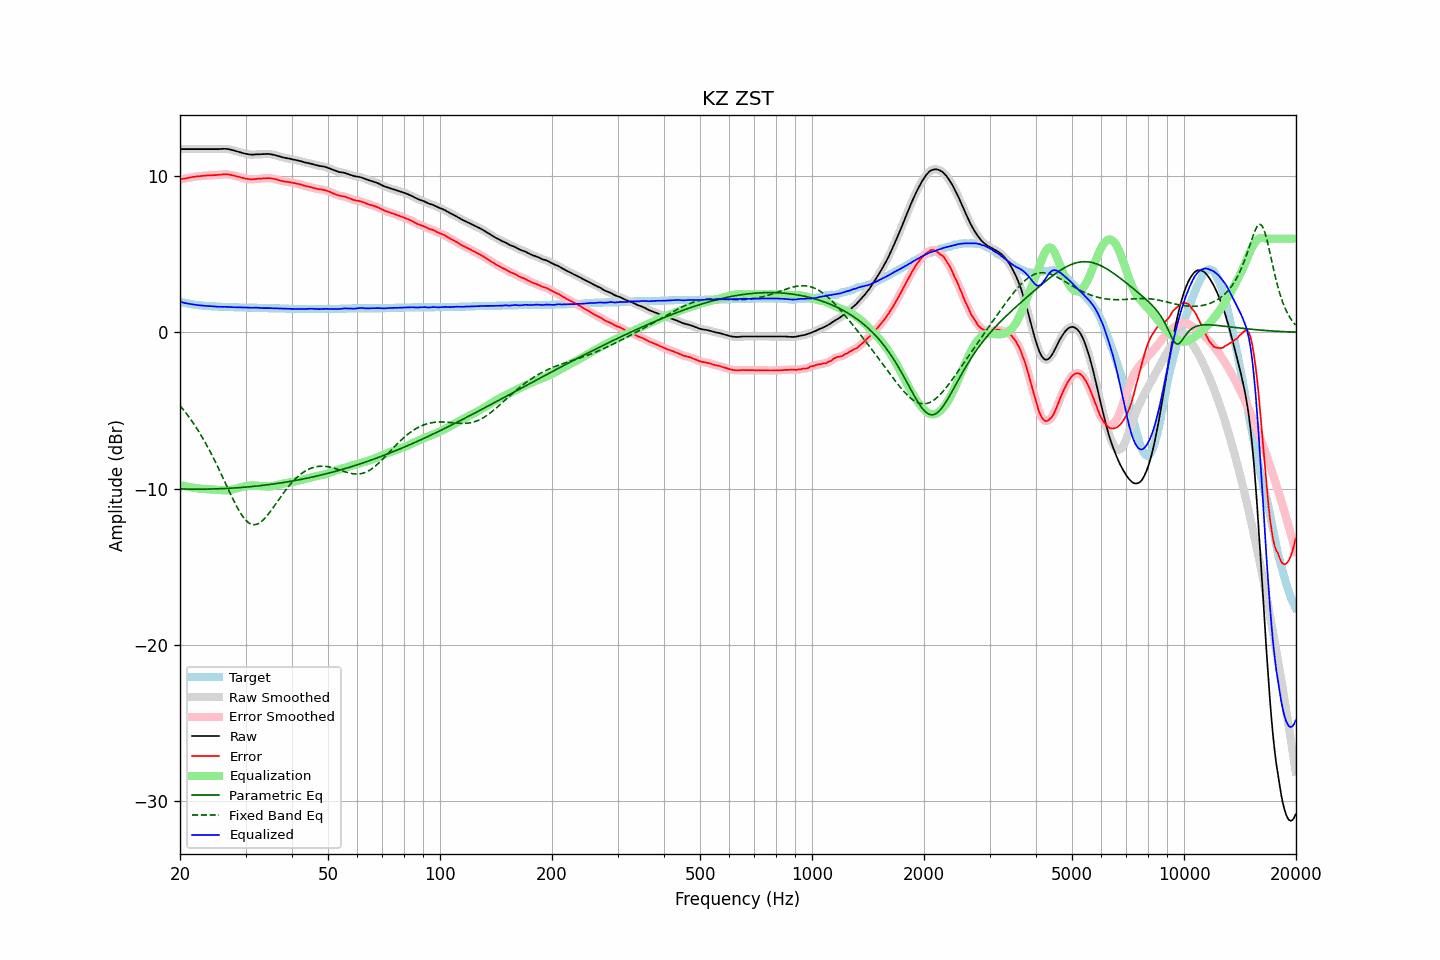 KZ ZST
Amplitude (dBr)
10
0
−10
−20
−30
Target
Raw Smoothed
Error Smoothed
Raw
Error
Equalization
Parametric Eq
Fixed Band Eq
Equalized
20 50 100 200 500 1000 2000 5000 10000 20000
Frequency (Hz)